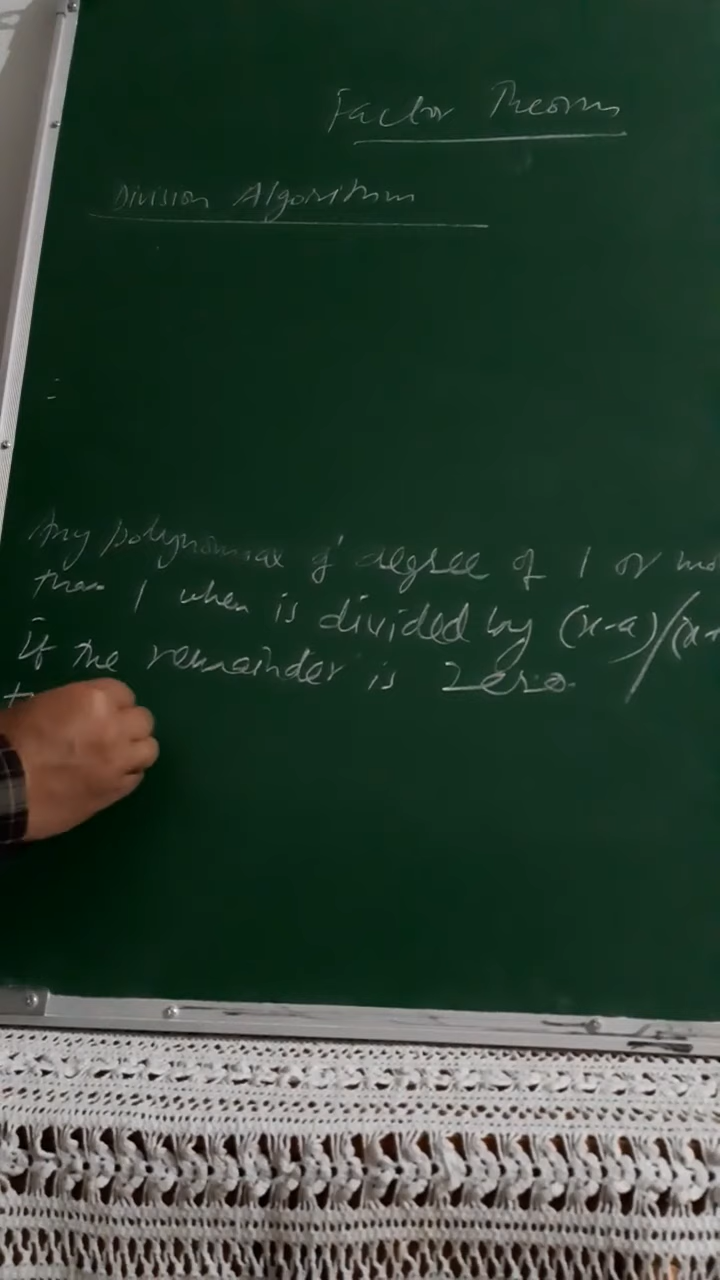 Factor Theorm
Division Algorithm
=
Any polynomial of degree of 1 or mo
than 1 when is divided by (x-a)/(x-
if the remainder is zero.
t